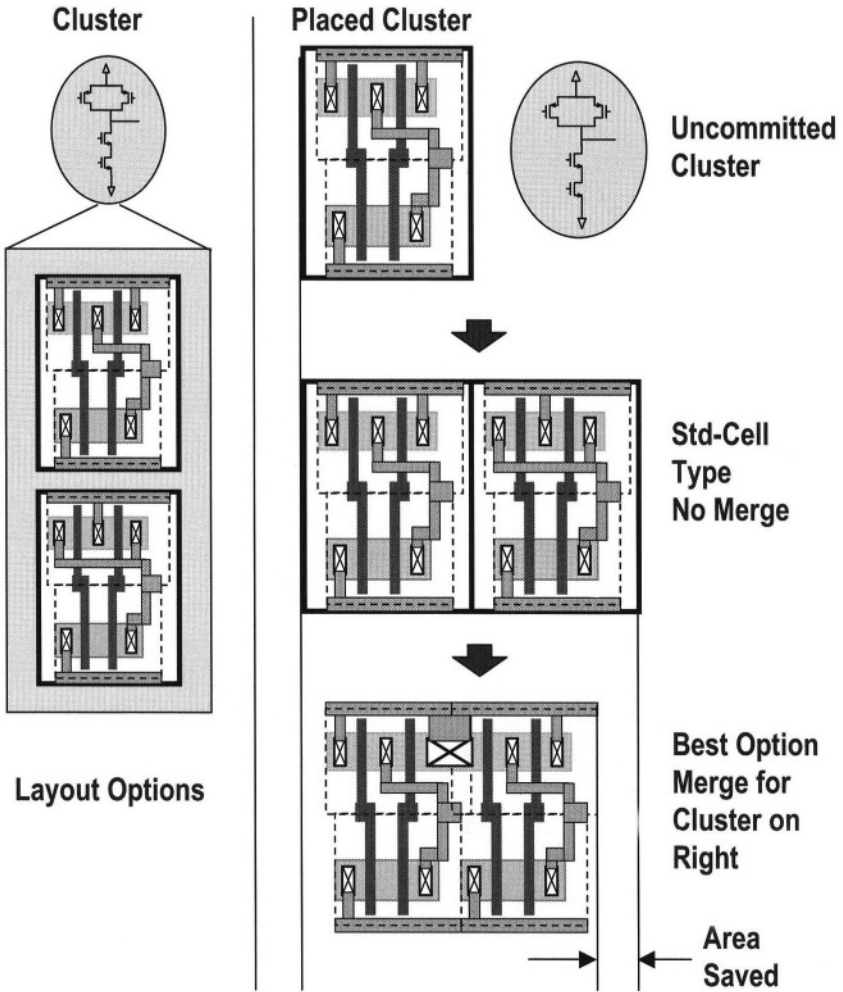 Cluster
Placed Cluster
Uncommitted
Cluster
Std-Cell
Type
No Merge
Layout Options
Best Option
Merge for
Cluster on
Right
Area
Saved